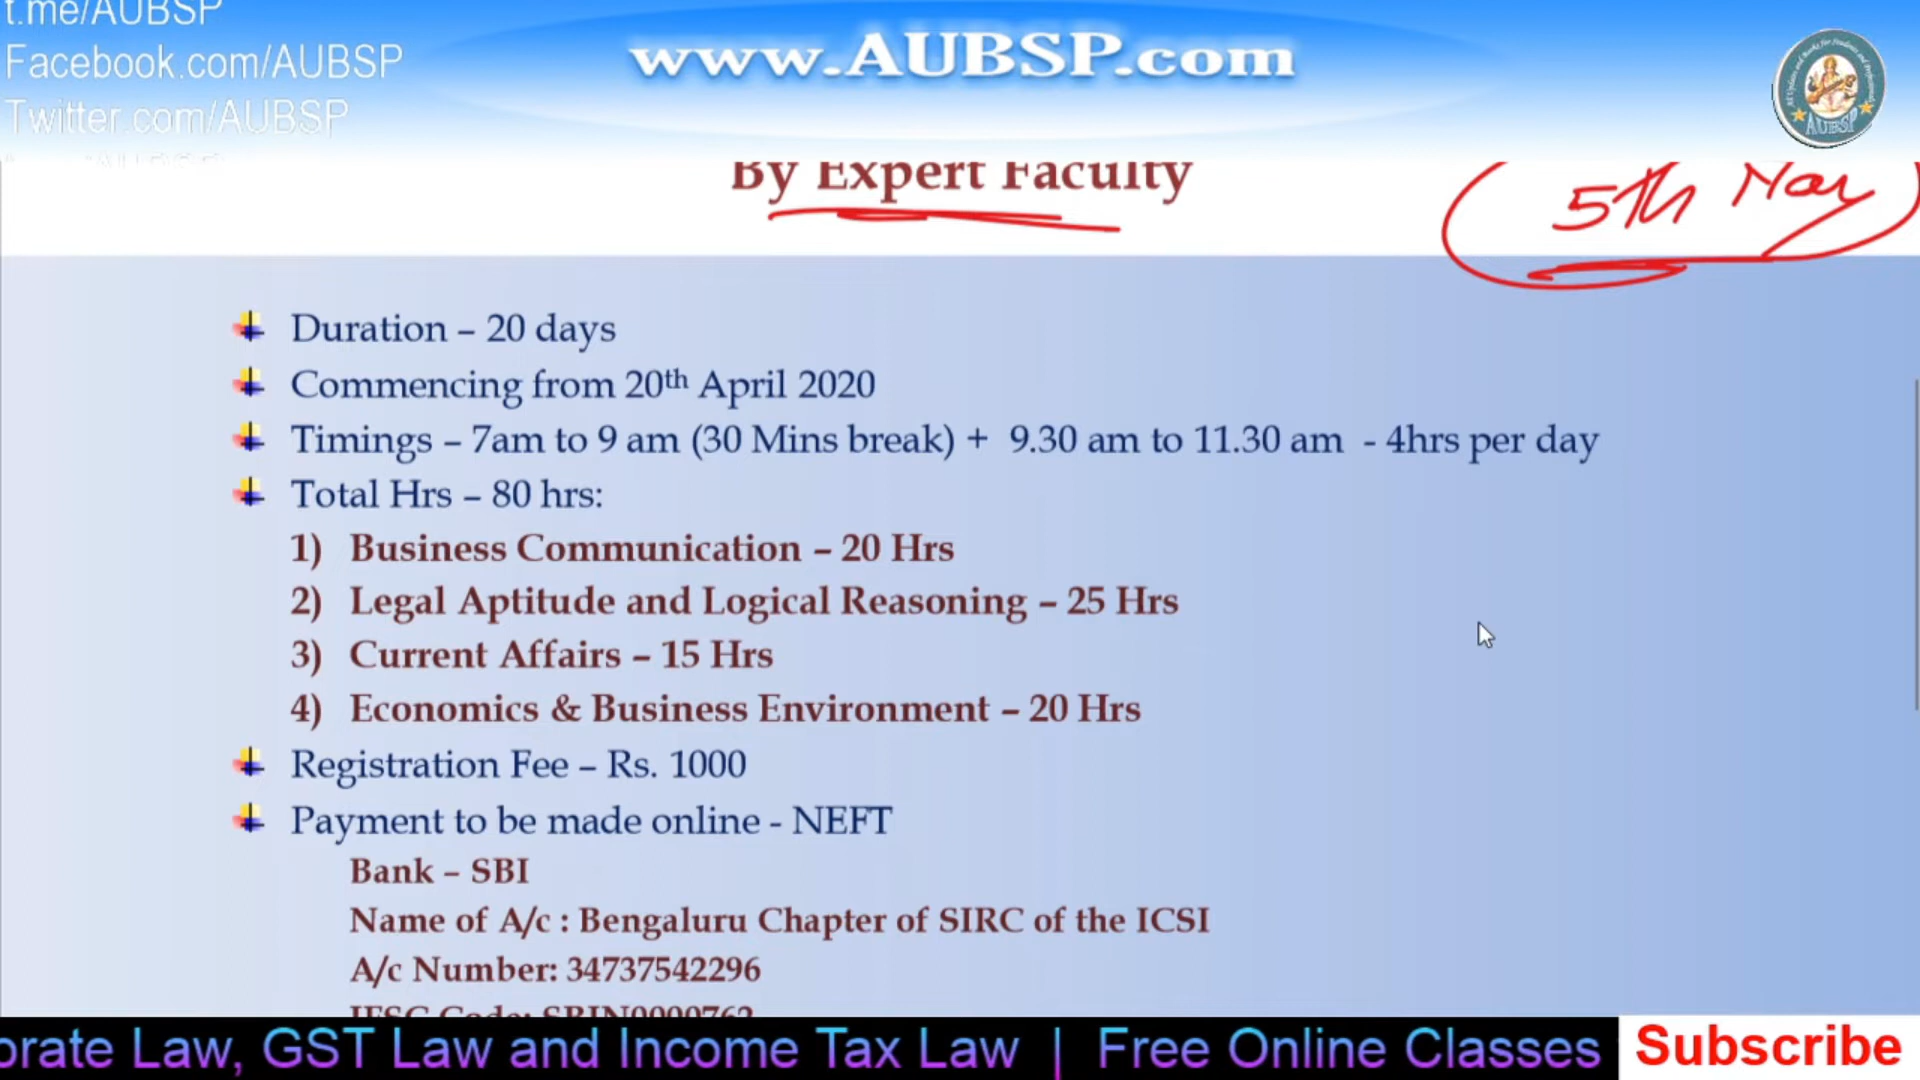 t.me/AUBSP
Facebook.com/AUBSP
Twitter.com/AUBSP
www.AUBSP.com
AUBSP
By Expert Faculty
5th May
Duration – 20 days
Commencing from 20th April 2020
Timings – 7am to 9 am (30 Mins break) + 9.30 am to 11.30 am - 4hrs per day
Total Hrs – 80 hrs:
1) Business Communication – 20 Hrs
2) Legal Aptitude and Logical Reasoning – 25 Hrs
3) Current Affairs – 15 Hrs
4) Economics & Business Environment – 20 Hrs
Registration Fee – Rs. 1000
Payment to be made online - NEFT
Bank – SBI
Name of A/c : Bengaluru Chapter of SIRC of the ICSI
A/c Number: 34737542296
IFSC Code: SBIN0000762
orate Law, GST Law and Income Tax Law | Free Online Classes
Subscribe